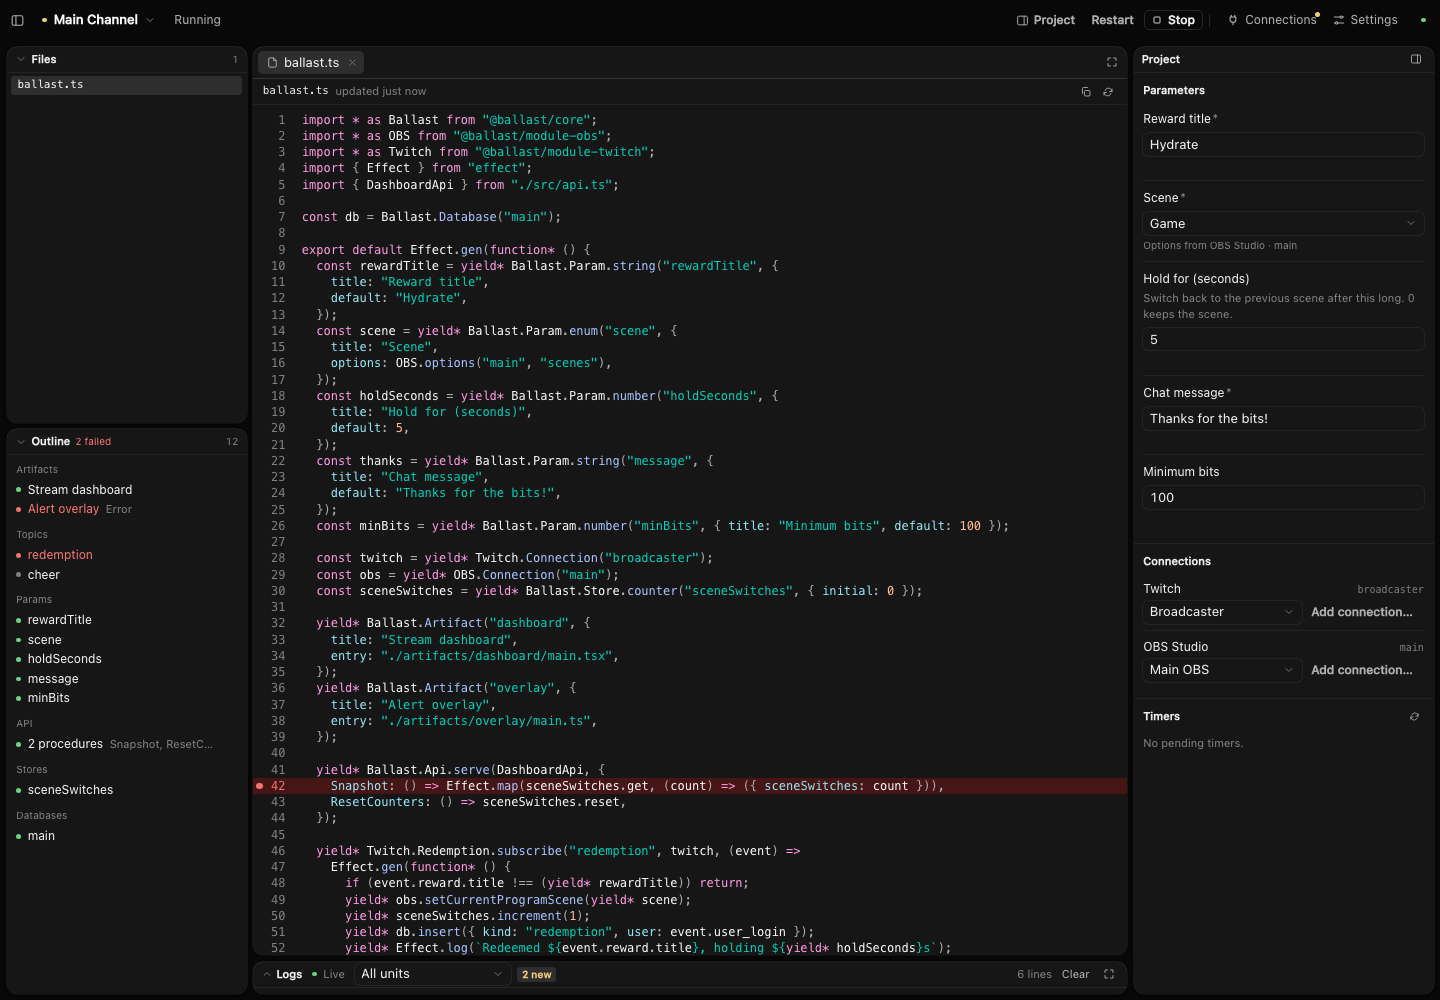 Main Channel
Running
Project
Restart
Stop
Connections
Settings
Files
1
ballast.ts
Outline 2 failed
12
Artifacts
Stream dashboard
Alert overlay Error
Topics
redemption
cheer
Params
rewardTitle
scene
holdSeconds
message
minBits
API
2 procedures Snapshot, ResetC...
Stores
sceneSwitches
Databases
main
ballast.ts
ballast.ts updated just now
1 import * as Ballast from "@ballast/core";
2 import * as OBS from "@ballast/module-obs";
3 import * as Twitch from "@ballast/module-twitch";
4 import { Effect } from "effect";
5 import { DashboardApi } from "./src/api.ts";
6
7 const db = Ballast.Database("main");
8
9 export default Effect.gen(function* () {
10   const rewardTitle = yield* Ballast.Param.string("rewardTitle", {
11     title: "Reward title",
12     default: "Hydrate",
13   });
14   const scene = yield* Ballast.Param.enum("scene", {
15     title: "Scene",
16     options: OBS.options("main", "scenes"),
17   });
18   const holdSeconds = yield* Ballast.Param.number("holdSeconds", {
19     title: "Hold for (seconds)",
20     default: 5,
21   });
22   const thanks = yield* Ballast.Param.string("message", {
23     title: "Chat message",
24     default: "Thanks for the bits!",
25   });
26   const minBits = yield* Ballast.Param.number("minBits", { title: "Minimum bits", default: 100 });
27
28   const twitch = yield* Twitch.Connection("broadcaster");
29   const obs = yield* OBS.Connection("main");
30   const sceneSwitches = yield* Ballast.Store.counter("sceneSwitches", { initial: 0 });
31
32   yield* Ballast.Artifact("dashboard", {
33     title: "Stream dashboard",
34     entry: "./artifacts/dashboard/main.tsx",
35   });
36   yield* Ballast.Artifact("overlay", {
37     title: "Alert overlay",
38     entry: "./artifacts/overlay/main.ts",
39   });
40
41   yield* Ballast.Api.serve(DashboardApi, {
42     Snapshot: () => Effect.map(sceneSwitches.get, (count) => ({ sceneSwitches: count })),
43     ResetCounters: () => sceneSwitches.reset,
44   });
45
46   yield* Twitch.Redemption.subscribe("redemption", twitch, (event) =>
47     Effect.gen(function* () {
48       if (event.reward.title !== (yield* rewardTitle)) return;
49       yield* obs.setCurrentProgramScene(yield* scene);
50       yield* sceneSwitches.increment(1);
51       yield* db.insert({ kind: "redemption", user: event.user_login });
52       yield* Effect.log(`Redeemed ${event.reward.title}, holding ${yield* holdSeconds}s`);
Logs
Live
All units
2 new
6 lines
Clear
Project
Parameters
Reward title*
Hydrate
Scene*
Game
Options from OBS Studio · main
Hold for (seconds)
Switch back to the previous scene after this long. 0
keeps the scene.
5
Chat message*
Thanks for the bits!
Minimum bits
100
Connections
Twitch
broadcaster
Broadcaster
Add connection...
OBS Studio
main
Main OBS
Add connection...
Timers
No pending timers.